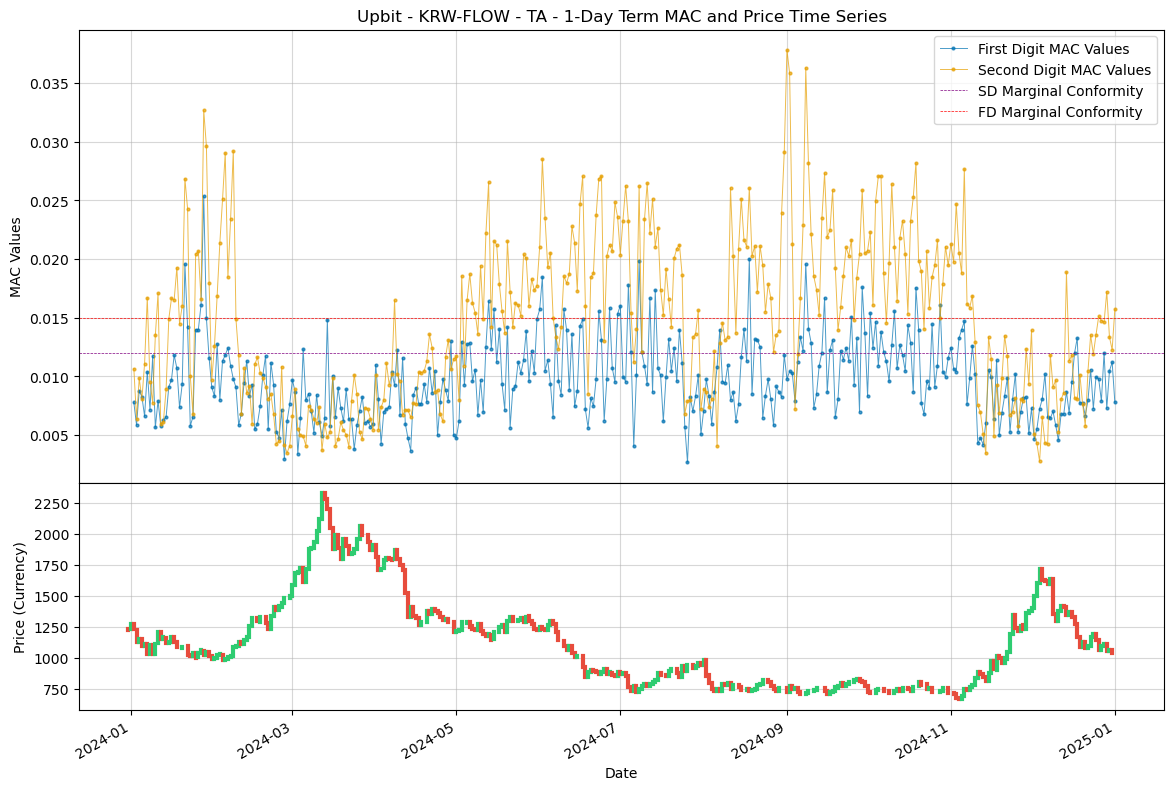 Upbit - KRW-FLOW - TA - 1-Day Term MAC and Price Time Series
First Digit MAC Values
Second Digit MAC Values
SD Marginal Conformity
FD Marginal Conformity
MAC Values
0.035
0.030
0.025
0.020
0.015
0.010
0.005
Price (Currency)
2250
2000
1750
1500
1250
1000
750
2024-01
2024-03
2024-05
2024-07
2024-09
2024-11
2025-01
Date